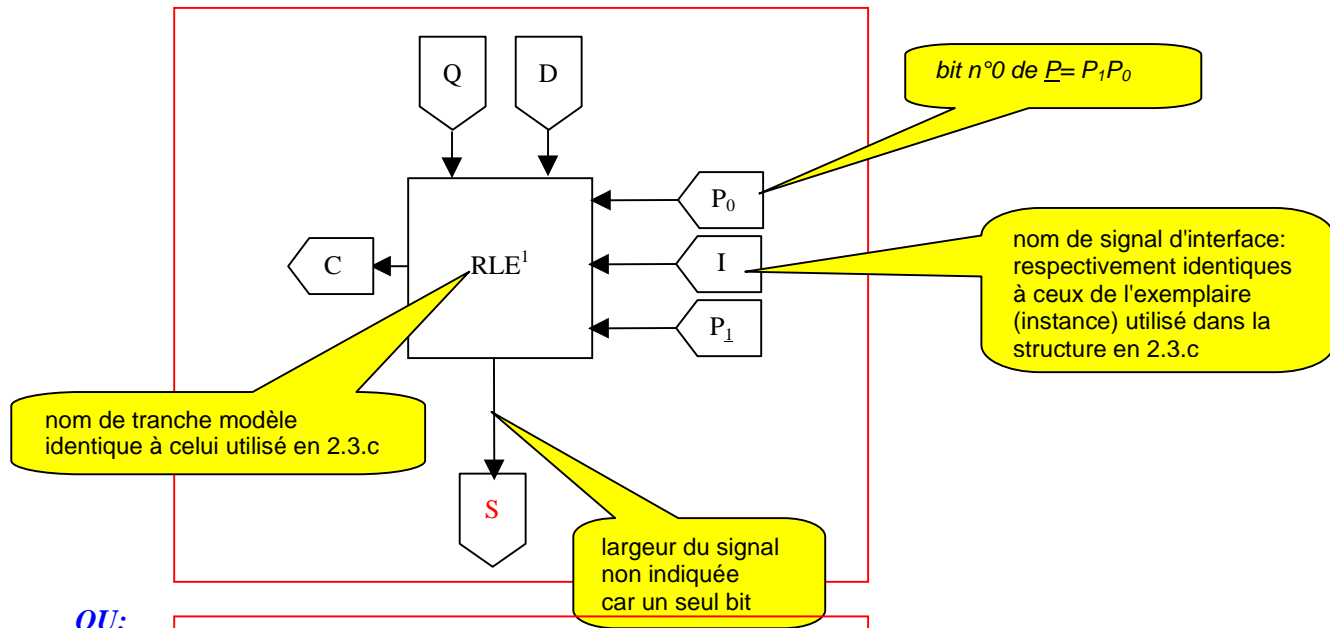 Q
D
bit n°0 de P= P1P0
P0
C
RLE1
I
P1
nom de signal d'interface:
respectivement identiques
à ceux de l'exemplaire
(instance) utilisé dans la
structure en 2.3.c
nom de tranche modèle
identique à celui utilisé en 2.3.c
S
largeur du signal
non indiquée
car un seul bit
OU: